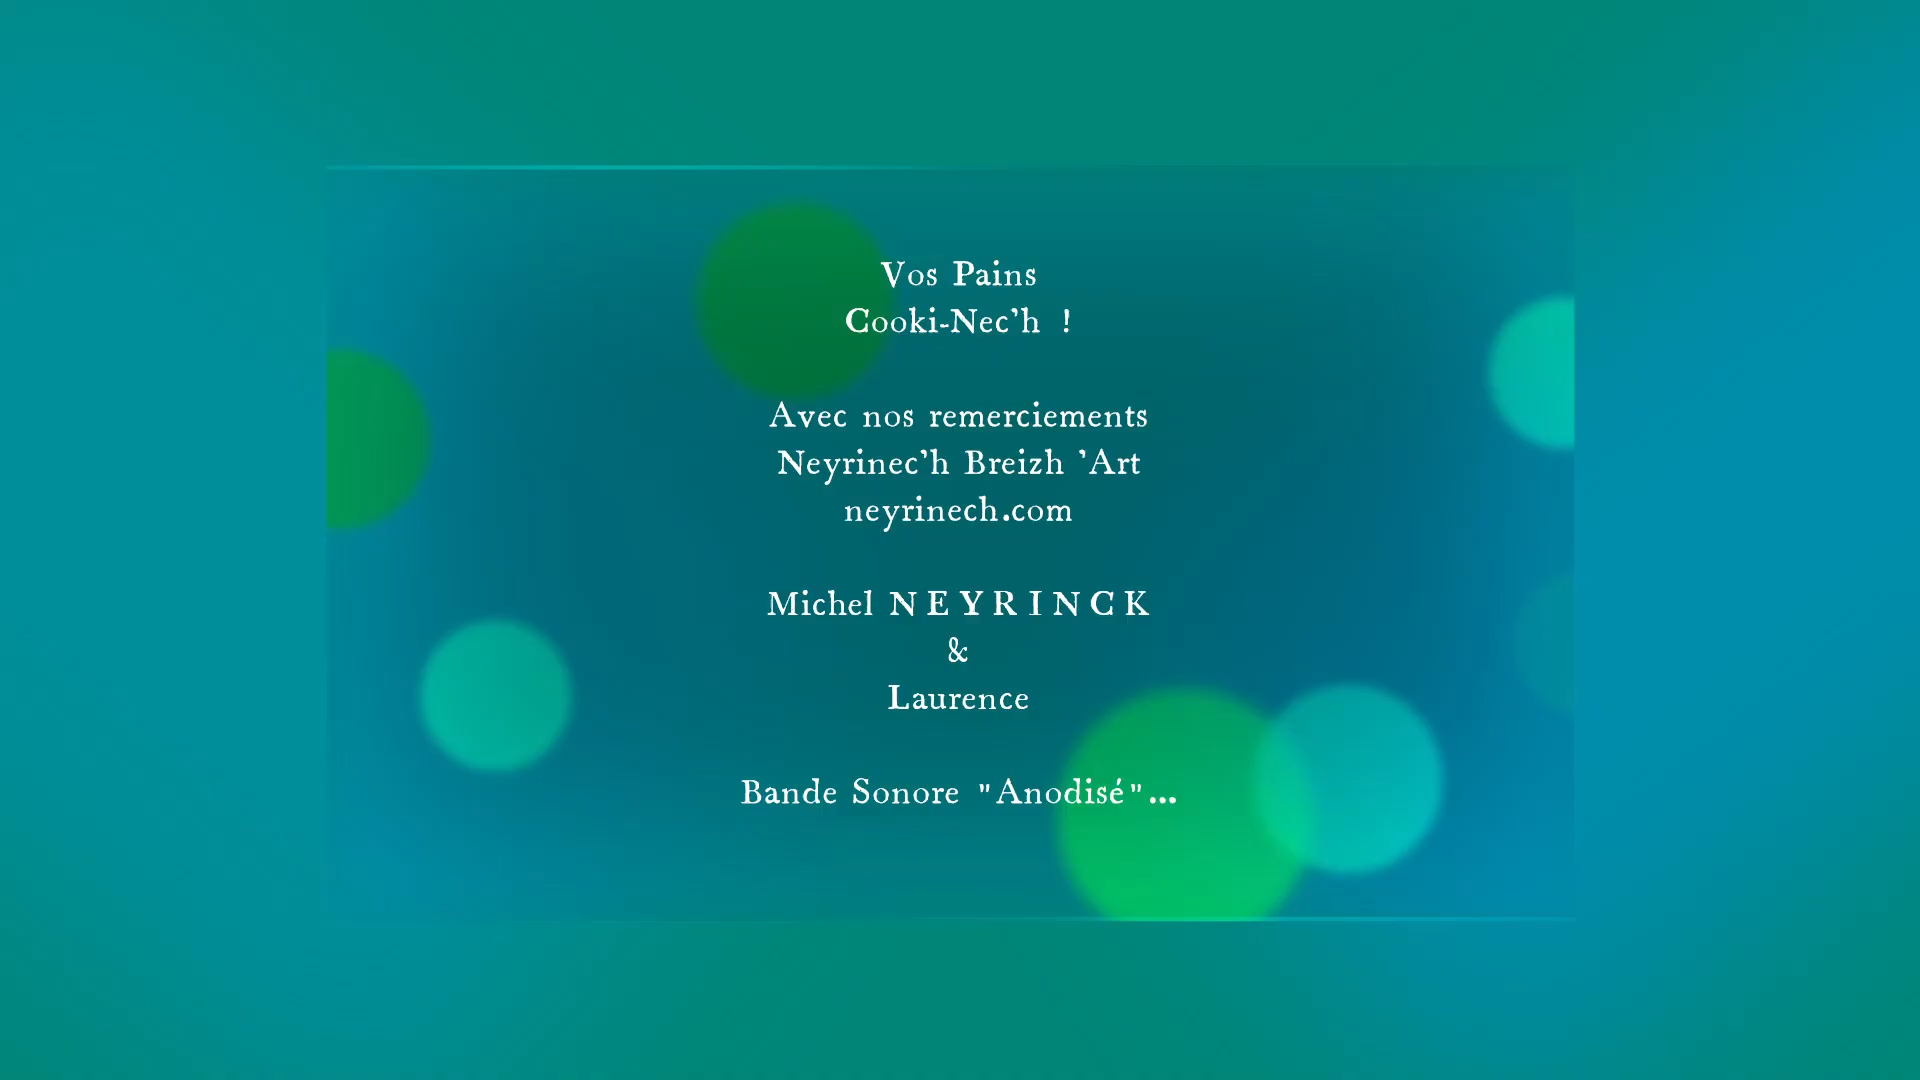 Vos Pains
Cooki-Nec'h !
Avec nos remerciements
Neyrinec'h Breizh 'Art
neyrinech.com
Michel N E Y R I N C K
&
Laurence
Bande Sonore "Anodisé"...